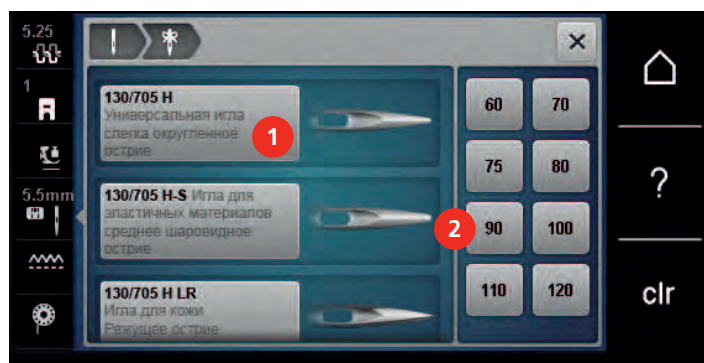 5.25
1
5.5mm
130/705 H
Универсальная игла
слегка округленное
острие
1
130/705 H-S Игла для
эластичных материалов
среднее шаровидное
острие
2
130/705 H LR
Игла для кожи
Режущее острие
60 70
75 80
90 100
110 120
?
clr